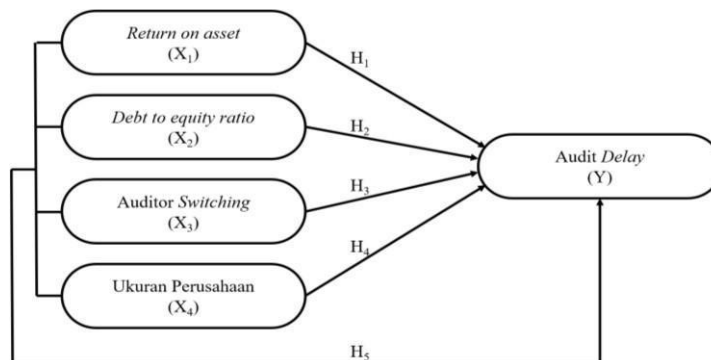 Return on asset
(X₁)
H₁
Debt to equity ratio
(X₂)
H₂
Audit Delay
(Y)
Auditor Switching
(X₃)
H₃
H₄
Ukuran Perusahaan
(X₄)
H₅